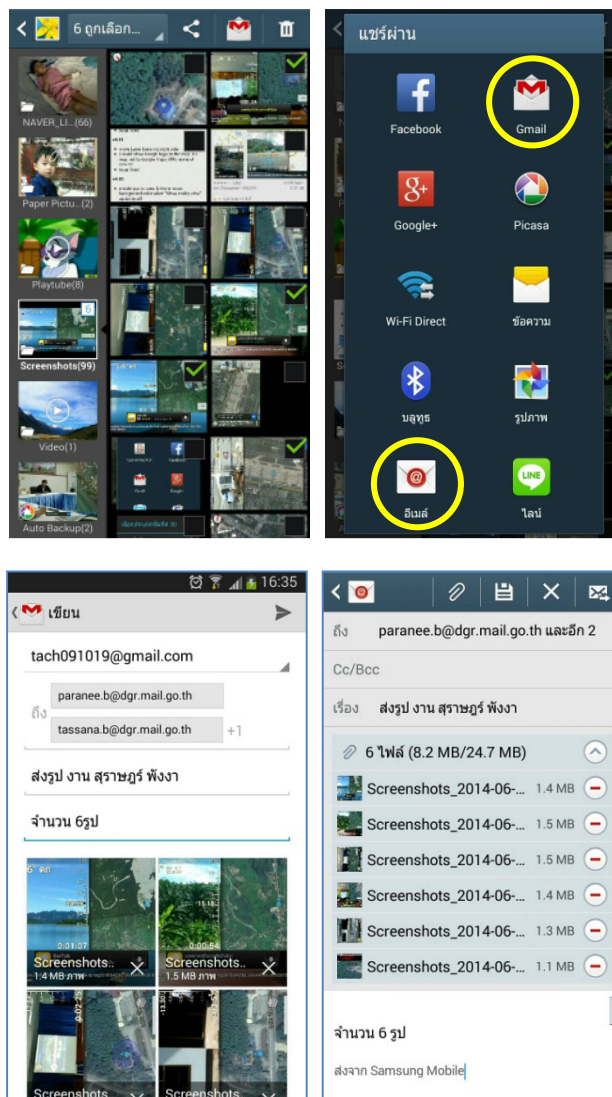 6 ถูกเลือก...
NAVER_LI...(66)
Paper Pictu...(2)
Playtube(8)
6
Screenshots(99)
Video(1)
Auto Backup(2)
แชร์ผ่าน
Facebook
Gmail
Google+
Picasa
Wi-Fi Direct
ข้อความ
บลูทูธ
รูปภาพ
อีเมล์
LINE
ไลน์
16:35
เขียน
tach091019@gmail.com
ถึง
paranee.b@dgr.mail.go.th
tassana.b@dgr.mail.go.th +1
ส่งรูป งาน สุราษฎร์ พังงา
จำนวน 6รูป
0:01:07
Screenshots..
1.4 MB ภาพ
0:00:54
Screenshots..
1.5 MB ภาพ
Screenshots
Screenshots
ถึง paranee.b@dgr.mail.go.th และอีก 2
Cc/Bcc
เรื่อง ส่งรูป งาน สุราษฎร์ พังงา
6 ไฟล์ (8.2 MB/24.7 MB)
Screenshots_2014-06-... 1.4 MB
Screenshots_2014-06-... 1.5 MB
Screenshots_2014-06-... 1.5 MB
Screenshots_2014-06-... 1.4 MB
Screenshots_2014-06-... 1.3 MB
Screenshots_2014-06-... 1.1 MB
จำนวน 6 รูป
ส่งจาก Samsung Mobile